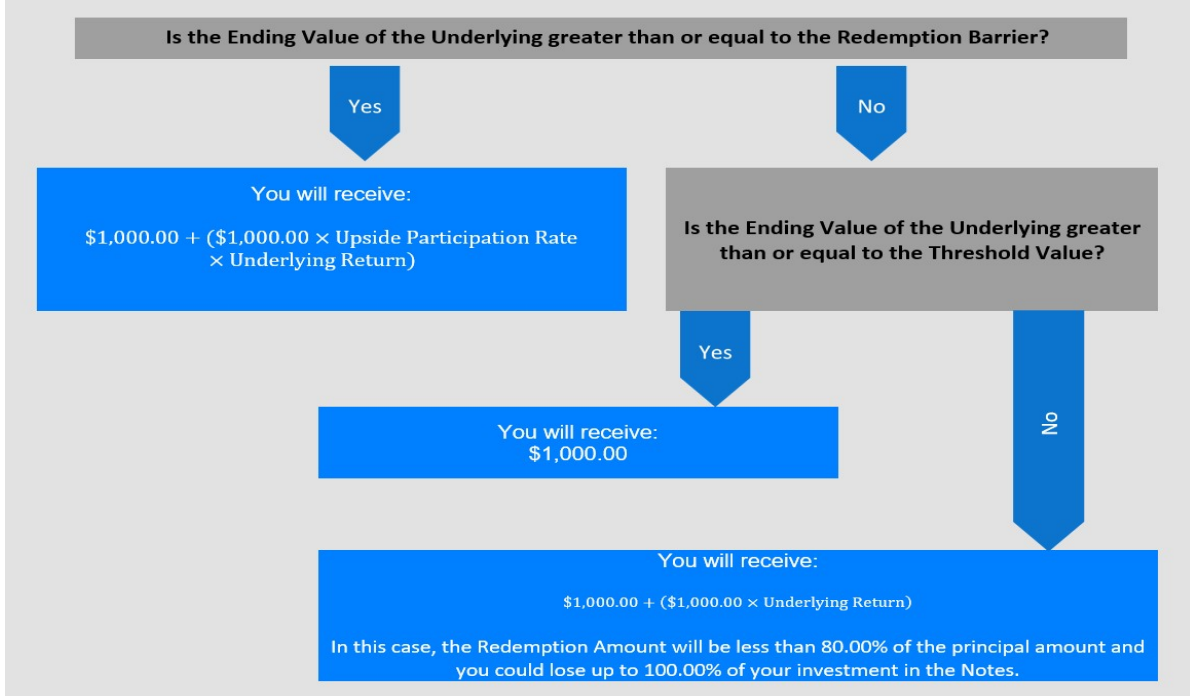 Is the Ending Value of the Underlying greater than or equal to the Redemption Barrier?
Yes
No
You will receive:
$1,000.00 + ($1,000.00 × Upside Participation Rate
× Underlying Return)
Is the Ending Value of the Underlying greater
than or equal to the Threshold Value?
Yes
No
You will receive:
$1,000.00
You will receive:
$1,000.00 + ($1,000.00 × Underlying Return)
In this case, the Redemption Amount will be less than 80.00% of the principal amount and
you could lose up to 100.00% of your investment in the Notes.